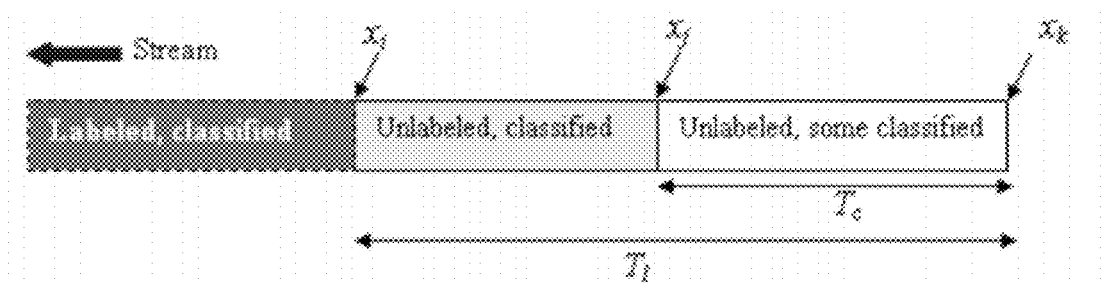 x_i
x_j
x_k
Stream
Labeled, classified
Unlabeled, classified
Unlabeled, some classified
T_c
T_l